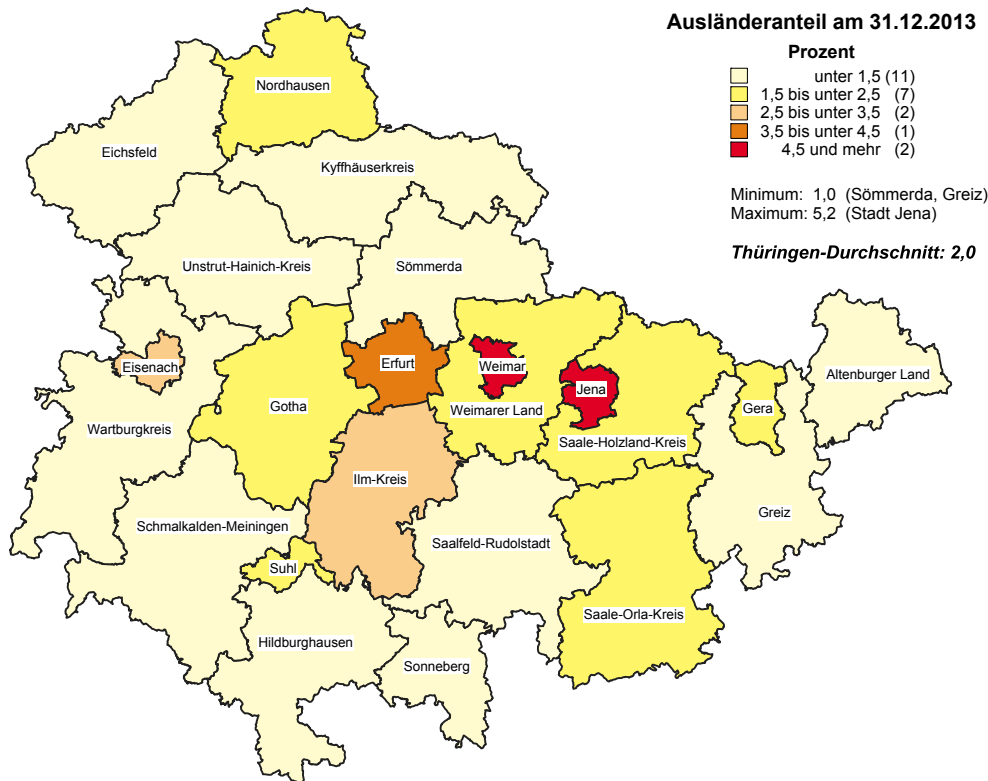 Ausländeranteil am 31.12.2013
Prozent
unter 1,5 (11)
1,5 bis unter 2,5 (7)
2,5 bis unter 3,5 (2)
3,5 bis unter 4,5 (1)
4,5 und mehr (2)
Minimum: 1,0 (Sömmerda, Greiz)
Maximum: 5,2 (Stadt Jena)
Thüringen-Durchschnitt: 2,0
Nordhausen
Eichsfeld
Kyffhäuserkreis
Unstrut-Hainich-Kreis
Sömmerda
Eisenach
Erfurt
Weimar
Jena
Altenburger Land
Gotha
Weimarer Land
Gera
Wartburgkreis
Saale-Holzland-Kreis
Ilm-Kreis
Greiz
Schmalkalden-Meiningen
Saalfeld-Rudolstadt
Suhl
Saale-Orla-Kreis
Hildburghausen
Sonneberg